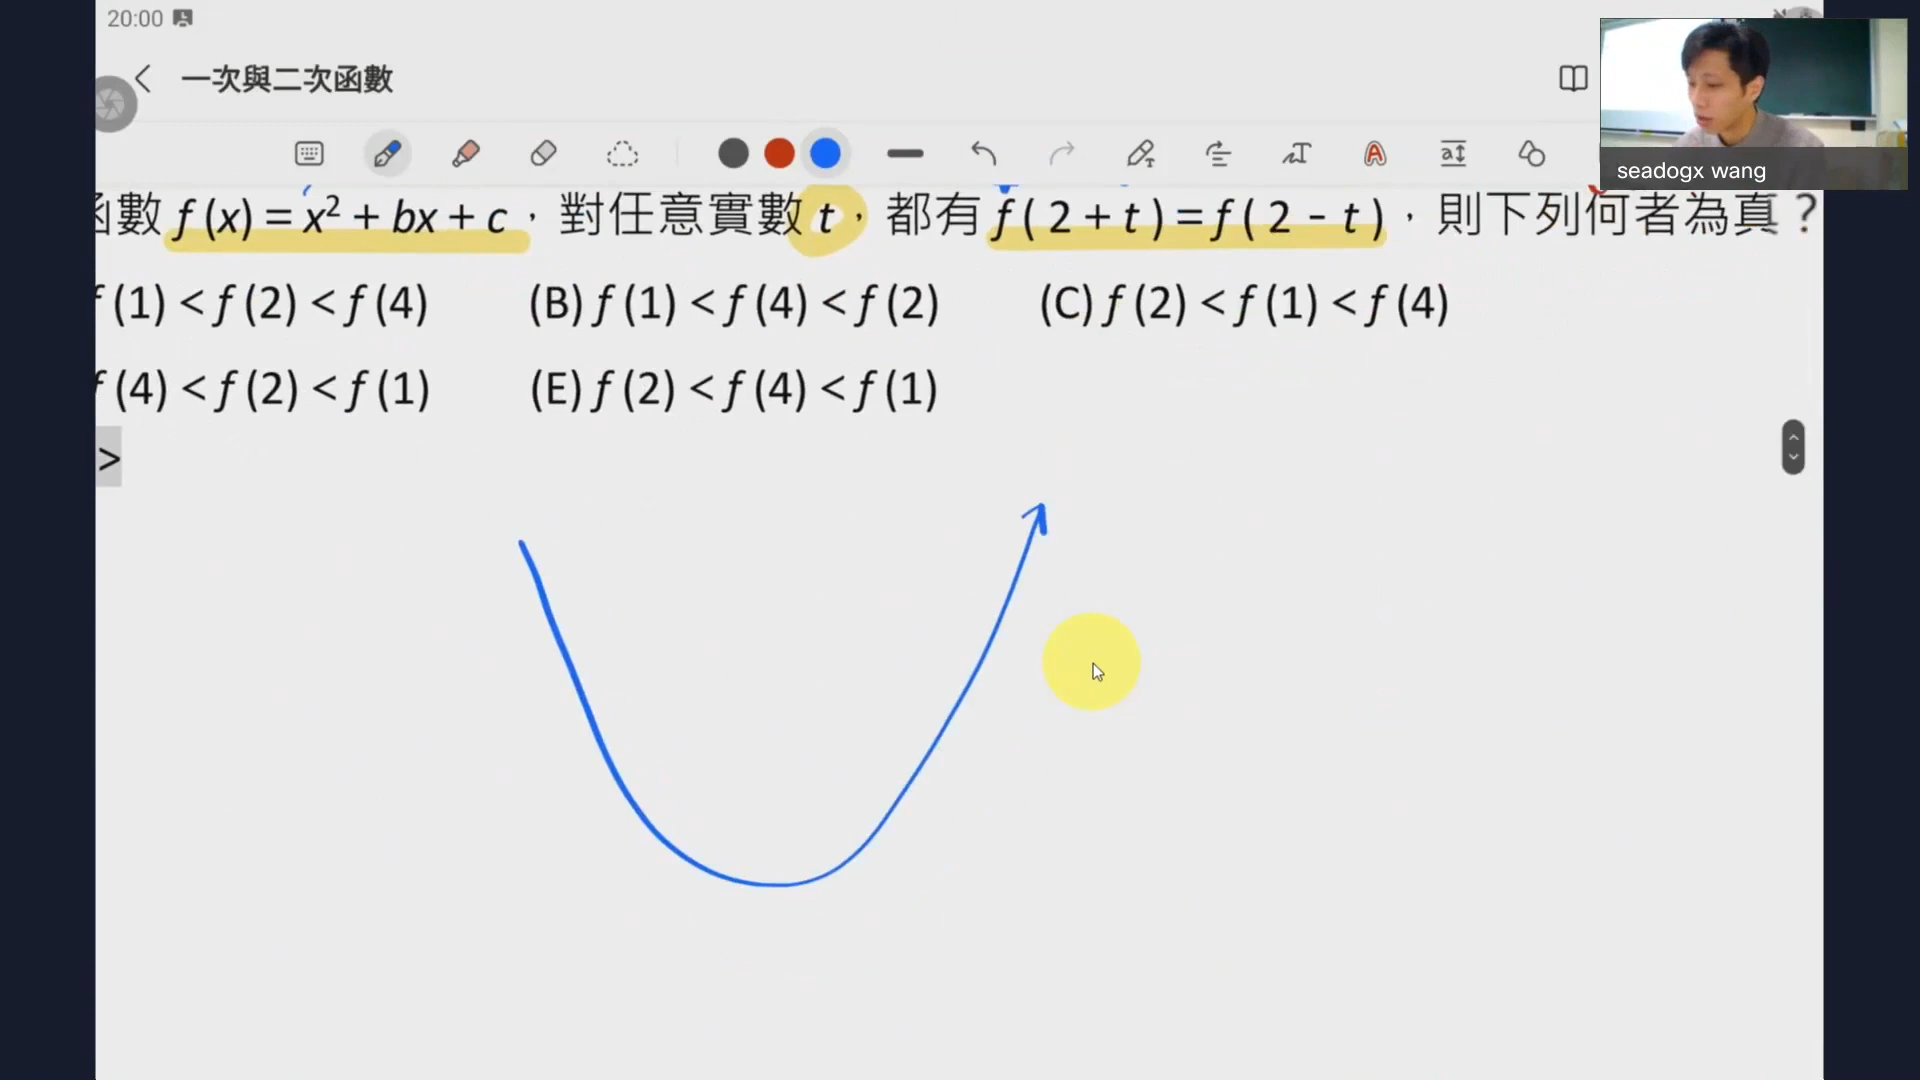 20:00
一次與二次函數
seadogx wang
函數 f(x) = x² + bx + c，對任意實數 t，都有 f( 2 + t ) = f( 2 - t )，則下列何者為真？
f (1) < f (2) < f (4) (B) f (1) < f (4) < f (2) (C) f (2) < f (1) < f (4)
f (4) < f (2) < f (1) (E) f (2) < f (4) < f (1)
>